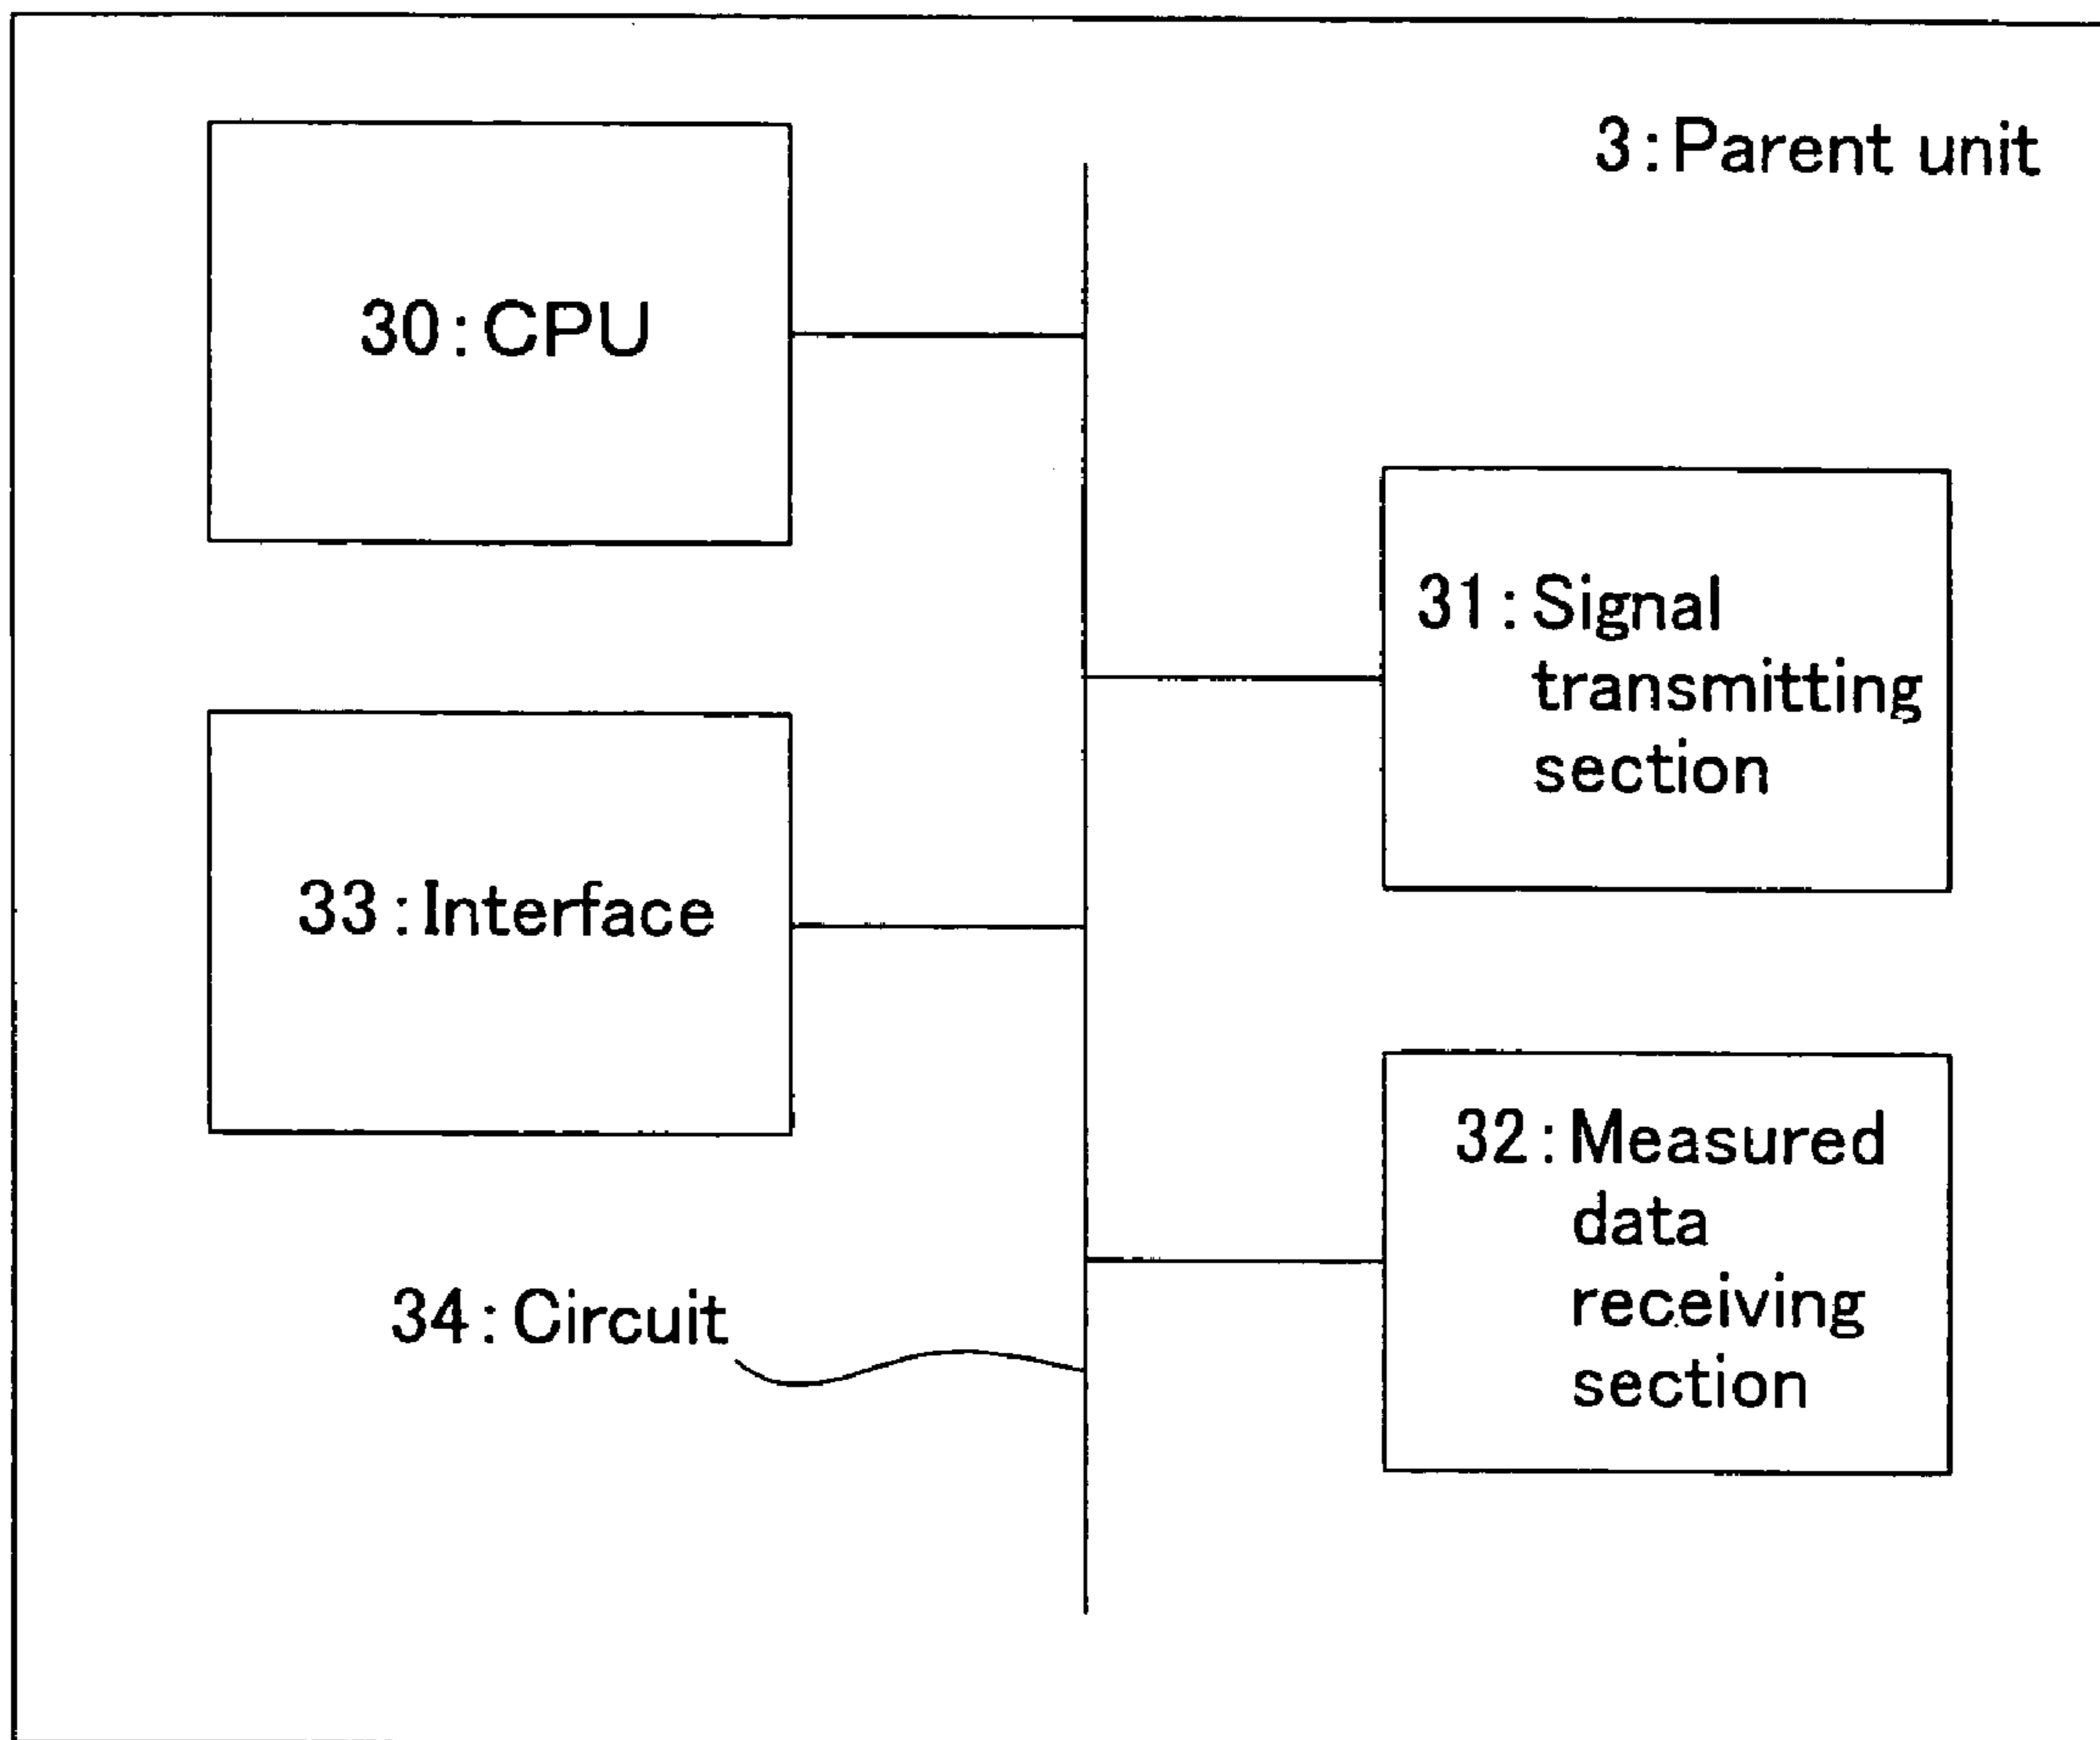 3:Parent unit
30:CPU
31:Signal
transmitting
section
33:Interface
32:Measured
data
receiving
section
34:Circuit